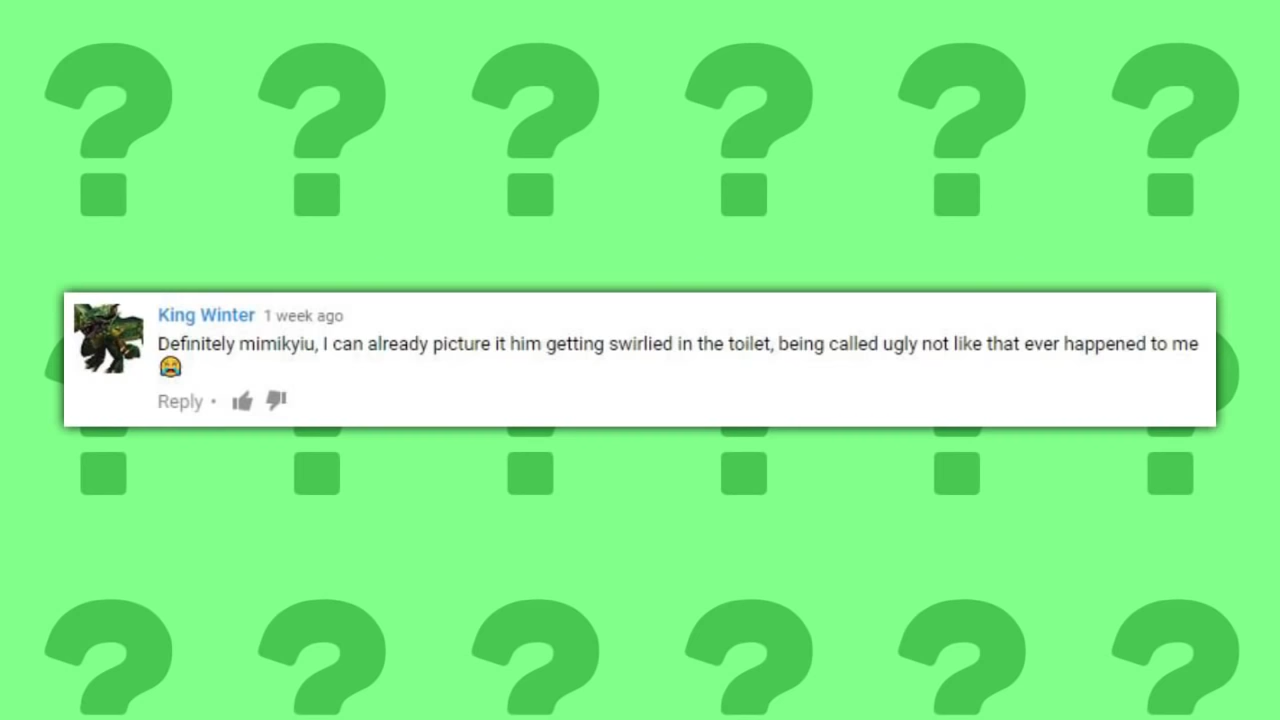 King Winter 1 week ago
Definitely mimikyiu, I can already picture it him getting swirlied in the toilet, being called ugly not like that ever happened to me
😭
Reply •